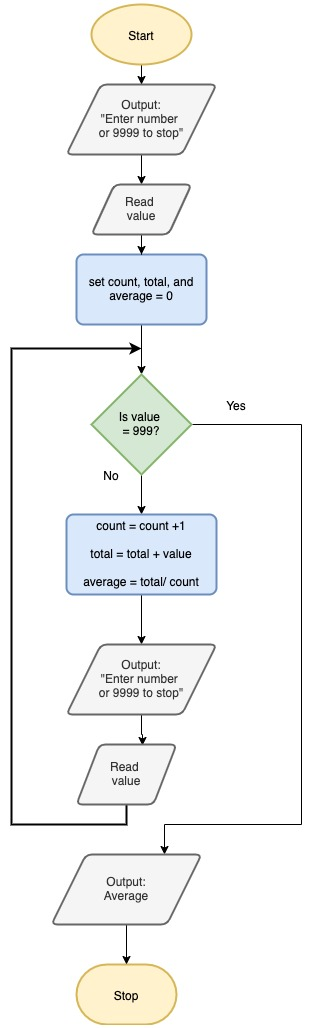 Start
Output:
"Enter number
or 9999 to stop"
Read
value
set count, total, and
average = 0
Is value
= 999?
Yes
No
count = count +1
total = total + value
average = total/ count
Output:
"Enter number
or 9999 to stop"
Read
value
Output:
Average
Stop